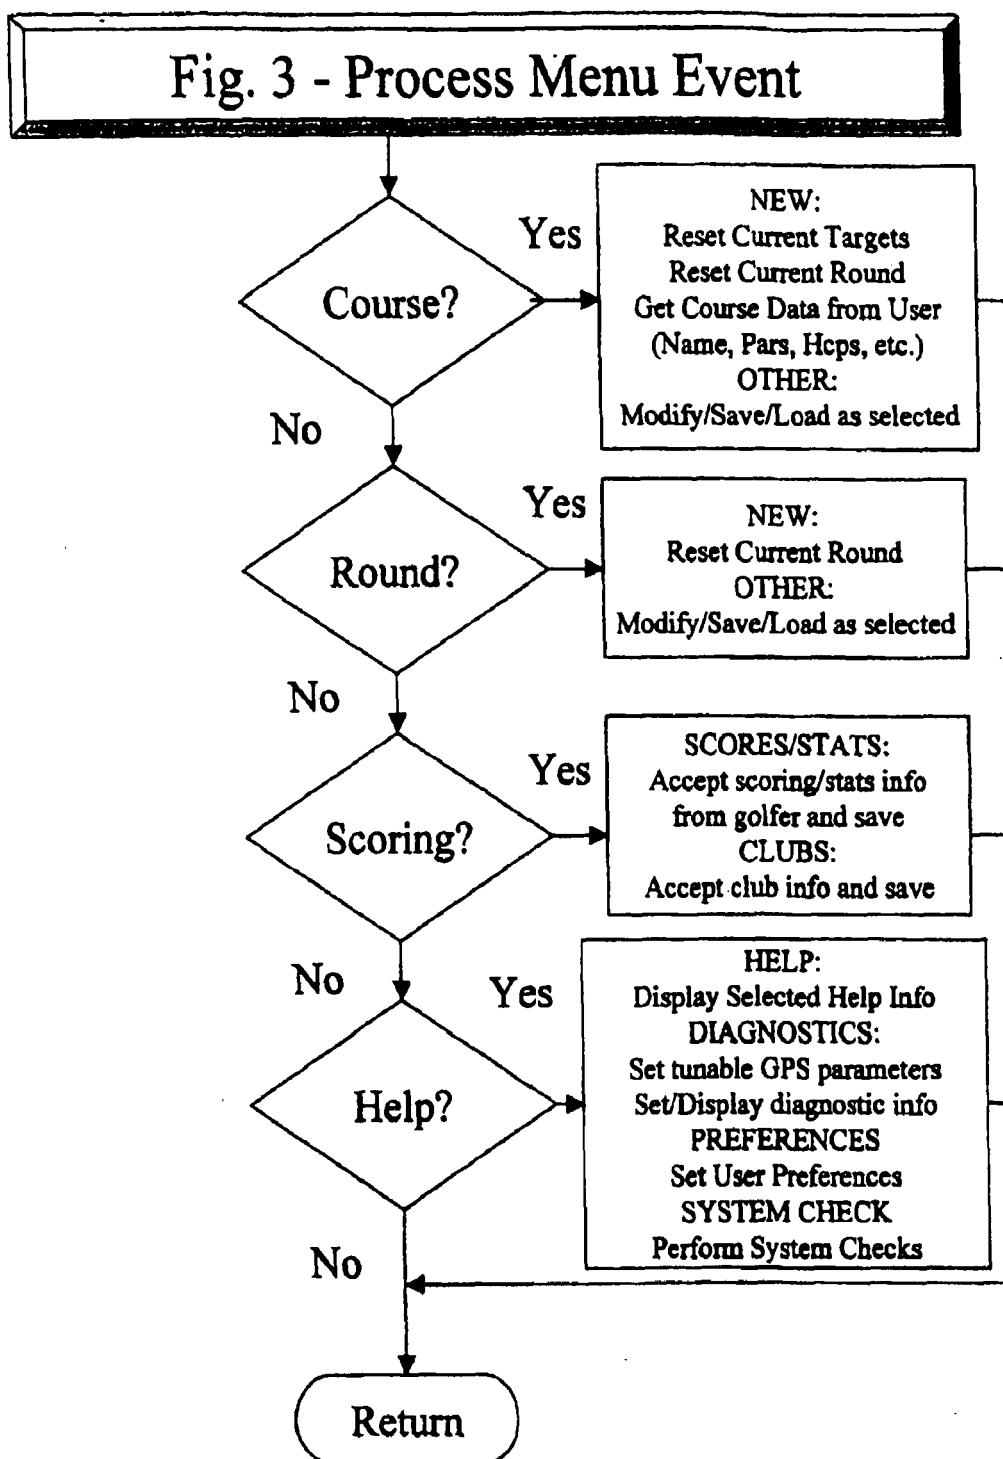 Fig. 3 - Process Menu Event
Course?
Yes
NEW:
Reset Current Targets
Reset Current Round
Get Course Data from User
(Name, Pars, Hcps, etc.)
OTHER:
Modify/Save/Load as selected
No
Round?
Yes
NEW:
Reset Current Round
OTHER:
Modify/Save/Load as selected
No
Scoring?
Yes
SCORES/STATS:
Accept scoring/stats info
from golfer and save
CLUBS:
Accept club info and save
No
Help?
Yes
HELP:
Display Selected Help Info
DIAGNOSTICS:
Set tunable GPS parameters
Set/Display diagnostic info
PREFERENCES
Set User Preferences
SYSTEM CHECK
Perform System Checks
No
Return